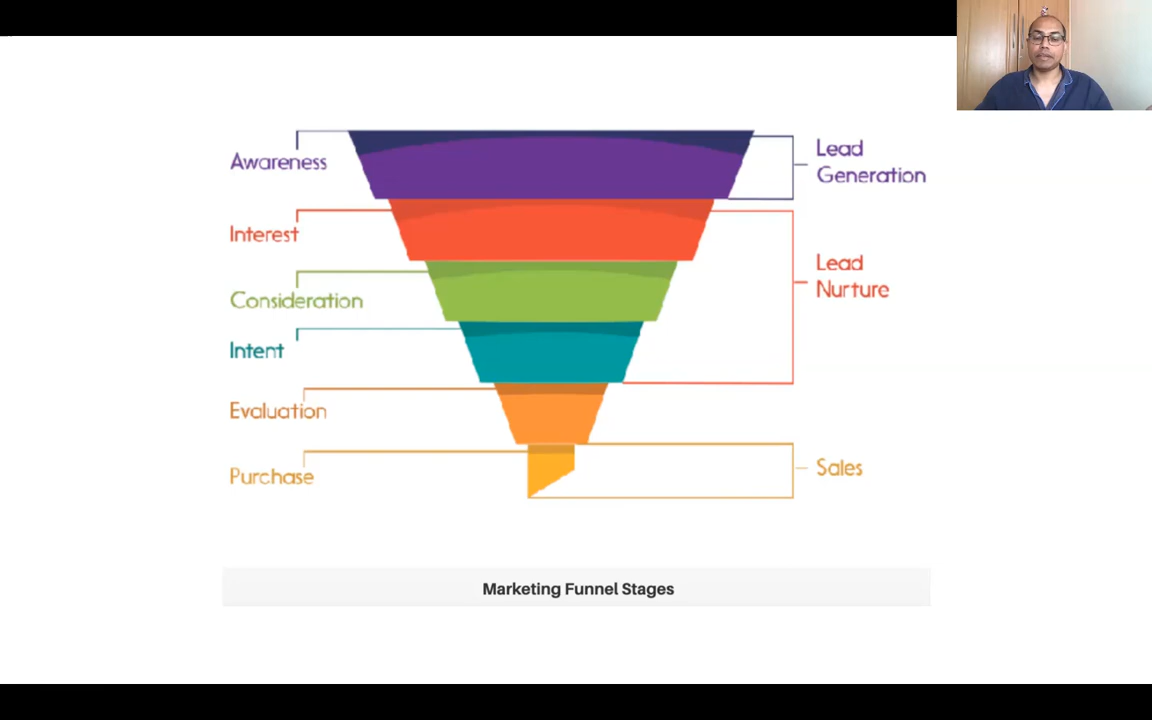 Awareness
Interest
Consideration
Intent
Evaluation
Purchase
Lead
Generation
Lead
Nurture
Sales
Marketing Funnel Stages